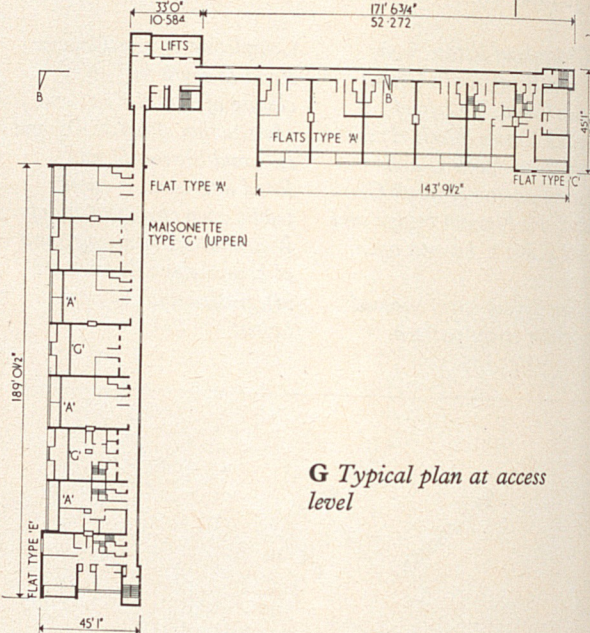 33'0"
10·584
171' 6¾"
52·272
LIFTS
B
B
45'1"
FLATS TYPE 'A'
FLAT TYPE 'C'
143' 9½"
FLAT TYPE 'A'
MAISONETTE
TYPE 'G' (UPPER)
'A'
'G'
'A'
'G'
'A'
189' 0½"
FLAT TYPE 'E'
45' 1"
G Typical plan at access
level